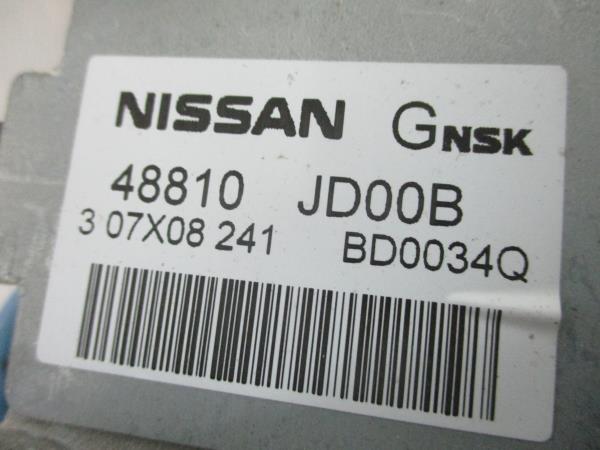 NISSAN GNSK
48810 JD00B
3 07X08 241 BD0034Q